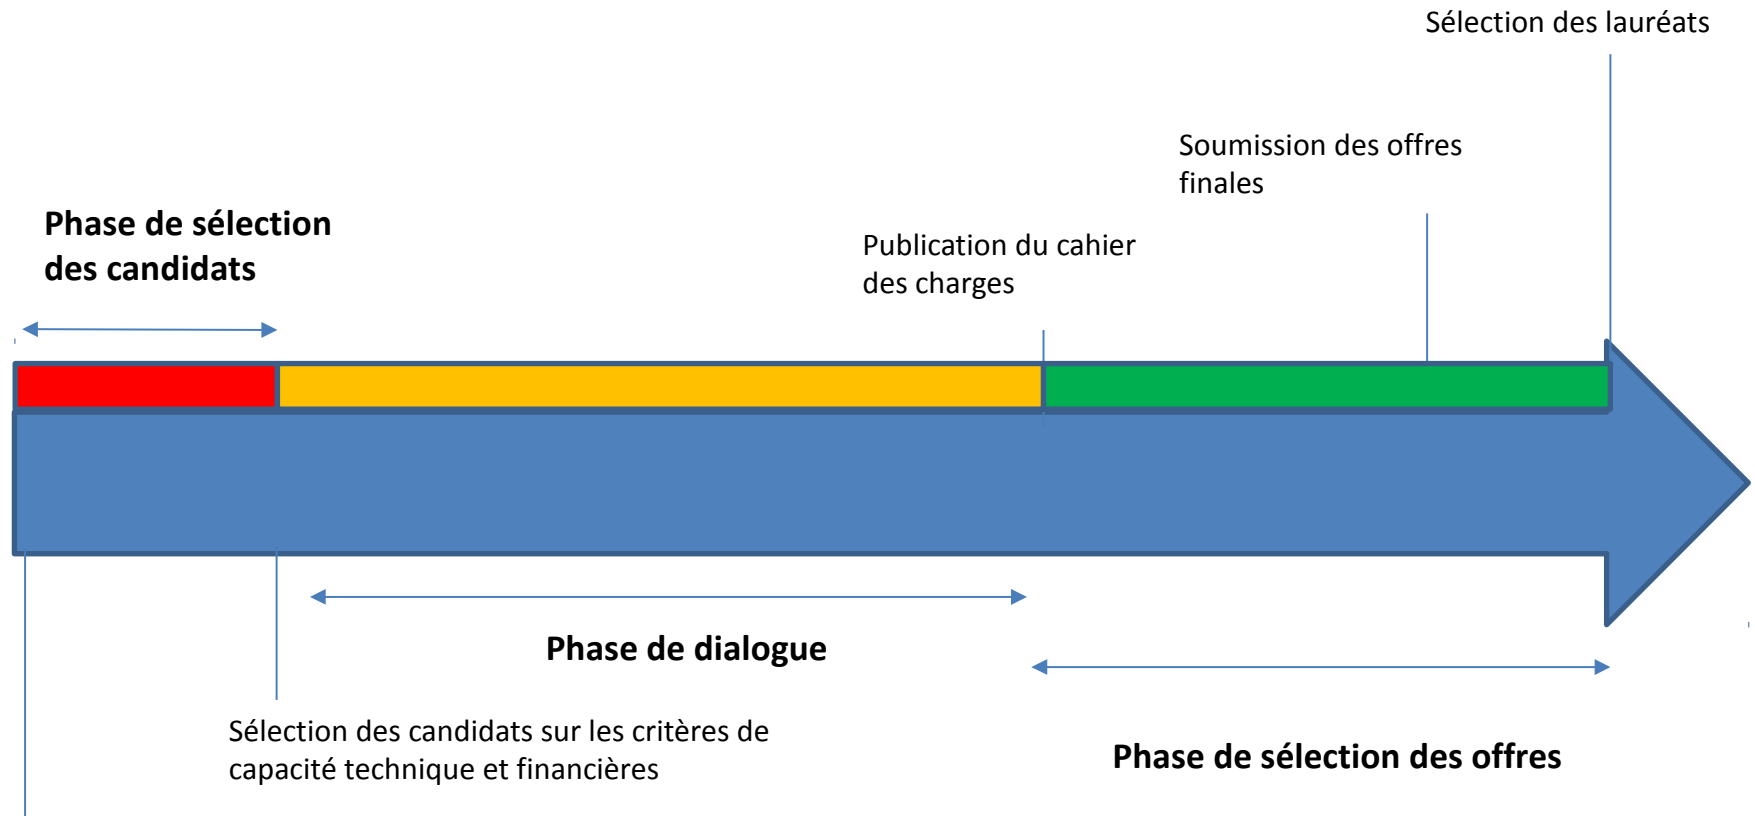 Sélection des lauréats
Soumission des offres
finales
Phase de sélection
des candidats
Publication du cahier
des charges
Phase de dialogue
Sélection des candidats sur les critères de
capacité technique et financières
Phase de sélection des offres